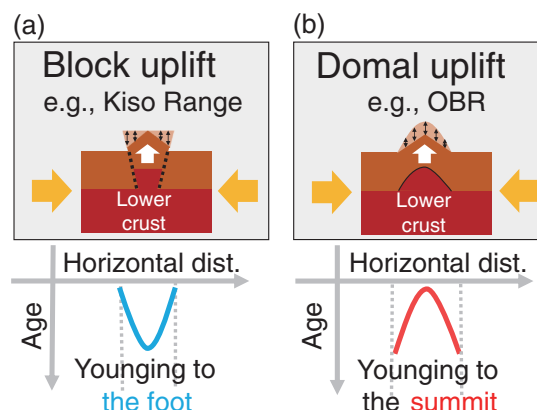 (a)
Block uplift
e.g., Kiso Range
Lower
crust
Horizontal dist.
Age
Younging to
the foot
(b)
Domal uplift
e.g., OBR
Lower
crust
Horizontal dist.
Age
Younging to
the summit